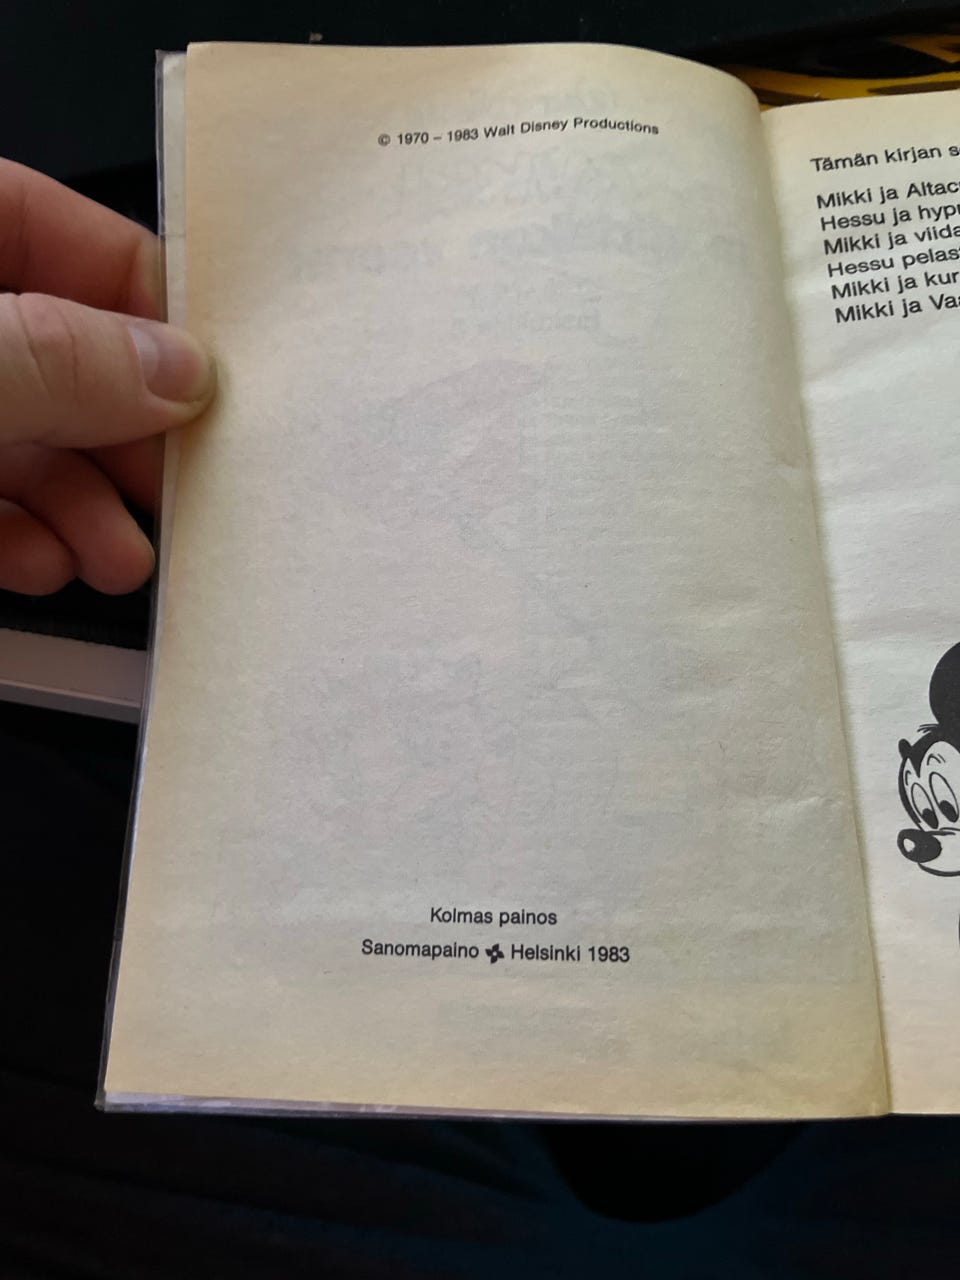 © 1970 – 1983 Walt Disney Productions
Kolmas painos
Sanomapaino Helsinki 1983
Tämän kirjan
Mikki ja
Hessu ja
Mikki ja
Hessu
Mikki ja
Mikki ja